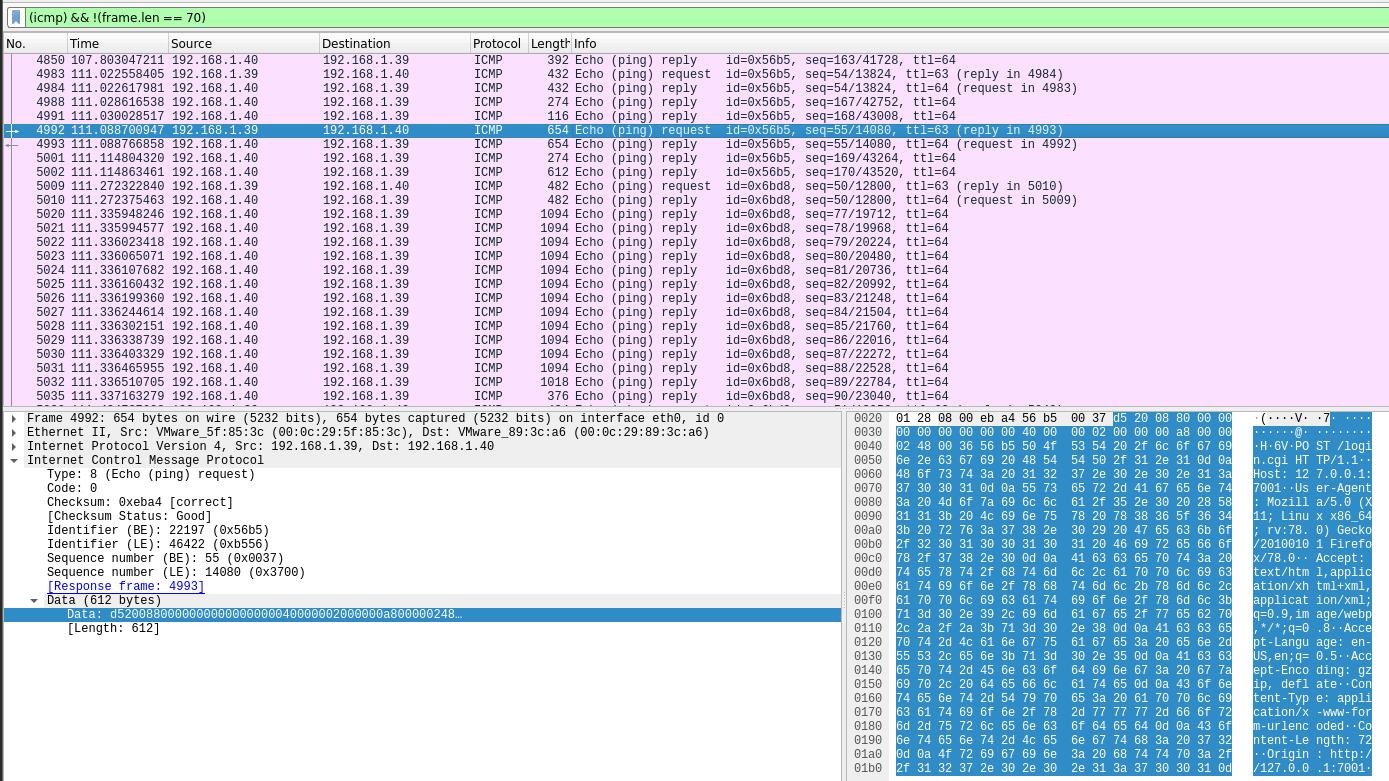 (icmp) && !(frame.len == 70)
No. Time Source Destination Protocol Length Info
4850 107.803047211 192.168.1.40 192.168.1.39 ICMP 392 Echo (ping) reply id=0x56b5, seq=163/41728, ttl=64
4983 111.022558405 192.168.1.39 192.168.1.40 ICMP 432 Echo (ping) request id=0x56b5, seq=54/13824, ttl=63 (reply in 4984)
4984 111.022617981 192.168.1.40 192.168.1.39 ICMP 432 Echo (ping) reply id=0x56b5, seq=54/13824, ttl=64 (request in 4983)
4988 111.028616538 192.168.1.40 192.168.1.39 ICMP 274 Echo (ping) reply id=0x56b5, seq=167/42752, ttl=64
4991 111.030028517 192.168.1.40 192.168.1.39 ICMP 116 Echo (ping) reply id=0x56b5, seq=168/43008, ttl=64
4992 111.088700947 192.168.1.39 192.168.1.40 ICMP 654 Echo (ping) request id=0x56b5, seq=55/14080, ttl=63 (reply in 4993)
4993 111.088766858 192.168.1.40 192.168.1.39 ICMP 654 Echo (ping) reply id=0x56b5, seq=55/14080, ttl=64 (request in 4992)
5001 111.114804320 192.168.1.40 192.168.1.39 ICMP 274 Echo (ping) reply id=0x56b5, seq=169/43264, ttl=64
5002 111.114863461 192.168.1.40 192.168.1.39 ICMP 612 Echo (ping) reply id=0x56b5, seq=170/43520, ttl=64
5009 111.272322840 192.168.1.39 192.168.1.40 ICMP 482 Echo (ping) request id=0x6bd8, seq=50/12800, ttl=63 (reply in 5010)
5010 111.272375463 192.168.1.40 192.168.1.39 ICMP 482 Echo (ping) reply id=0x6bd8, seq=50/12800, ttl=64 (request in 5009)
5020 111.335948246 192.168.1.40 192.168.1.39 ICMP 1094 Echo (ping) reply id=0x6bd8, seq=77/19712, ttl=64
5021 111.335994577 192.168.1.40 192.168.1.39 ICMP 1094 Echo (ping) reply id=0x6bd8, seq=78/19968, ttl=64
5022 111.336023418 192.168.1.40 192.168.1.39 ICMP 1094 Echo (ping) reply id=0x6bd8, seq=79/20224, ttl=64
5023 111.336065071 192.168.1.40 192.168.1.39 ICMP 1094 Echo (ping) reply id=0x6bd8, seq=80/20480, ttl=64
5024 111.336107682 192.168.1.40 192.168.1.39 ICMP 1094 Echo (ping) reply id=0x6bd8, seq=81/20736, ttl=64
5025 111.336160432 192.168.1.40 192.168.1.39 ICMP 1094 Echo (ping) reply id=0x6bd8, seq=82/20992, ttl=64
5026 111.336199360 192.168.1.40 192.168.1.39 ICMP 1094 Echo (ping) reply id=0x6bd8, seq=83/21248, ttl=64
5027 111.336244614 192.168.1.40 192.168.1.39 ICMP 1094 Echo (ping) reply id=0x6bd8, seq=84/21504, ttl=64
5028 111.336302151 192.168.1.40 192.168.1.39 ICMP 1094 Echo (ping) reply id=0x6bd8, seq=85/21760, ttl=64
5029 111.336338739 192.168.1.40 192.168.1.39 ICMP 1094 Echo (ping) reply id=0x6bd8, seq=86/22016, ttl=64
5030 111.336403329 192.168.1.40 192.168.1.39 ICMP 1094 Echo (ping) reply id=0x6bd8, seq=87/22272, ttl=64
5031 111.336465955 192.168.1.40 192.168.1.39 ICMP 1094 Echo (ping) reply id=0x6bd8, seq=88/22528, ttl=64
5032 111.336510705 192.168.1.40 192.168.1.39 ICMP 1018 Echo (ping) reply id=0x6bd8, seq=89/22784, ttl=64
5035 111.337163279 192.168.1.40 192.168.1.39 ICMP 376 Echo (ping) reply id=0x6bd8, seq=90/23040, ttl=64
Frame 4992: 654 bytes on wire (5232 bits), 654 bytes captured (5232 bits) on interface eth0, id 0
Ethernet II, Src: VMware_5f:85:3c (00:0c:29:5f:85:3c), Dst: VMware_89:3c:a6 (00:0c:29:89:3c:a6)
Internet Protocol Version 4, Src: 192.168.1.39, Dst: 192.168.1.40
Internet Control Message Protocol
Type: 8 (Echo (ping) request)
Code: 0
Checksum: 0xeba4 [correct]
[Checksum Status: Good]
Identifier (BE): 22197 (0x56b5)
Identifier (LE): 46422 (0xb556)
Sequence number (BE): 55 (0x0037)
Sequence number (LE): 14080 (0x3700)
[Response frame: 4993]
Data (612 bytes)
Data: d5200880000000000000000040000002000000a800000248…
[Length: 612]
0020 01 28 08 00 eb a4 56 b5 00 37 d5 20 08 80 00 00 ·(····V· ·7· ····
0030 00 00 00 00 00 00 40 00 00 02 00 00 00 a8 00 00 ······@· ········
0040 02 48 00 36 56 b5 50 4f 53 54 20 2f 6c 6f 67 69 ·H·6V·PO ST /logi
0050 6e 2e 63 67 69 20 48 54 54 50 2f 31 2e 31 0d 0a n.cgi HT TP/1.1··
0060 48 6f 73 74 3a 20 31 32 37 2e 30 2e 30 2e 31 3a Host: 12 7.0.0.1:
0070 37 30 30 31 0d 0a 55 73 65 72 2d 41 67 65 6e 74 7001··Us er-Agent
0080 3a 20 4d 6f 7a 69 6c 6c 61 2f 35 2e 30 20 28 58 : Mozill a/5.0 (X
0090 31 31 3b 20 4c 69 6e 75 78 20 78 38 36 5f 36 34 11; Linu x x86_64
00a0 3b 20 72 76 3a 37 38 2e 30 29 20 47 65 63 6b 6f ; rv:78. 0) Gecko
00b0 2f 32 30 31 30 30 31 30 31 20 46 69 72 65 66 6f /2010010 1 Firefo
00c0 78 2f 37 38 2e 30 0d 0a 41 63 63 65 70 74 3a 20 x/78.0·· Accept:
00d0 74 65 78 74 2f 68 74 6d 6c 2c 61 70 70 6c 69 63 text/htm l,applic
00e0 61 74 69 6f 6e 2f 78 68 74 6d 6c 2b 78 6d 6c 2c ation/xh tml+xml,
00f0 61 70 70 6c 69 63 61 74 69 6f 6e 2f 78 6d 6c 3b applicat ion/xml;
0100 71 3d 30 2e 39 2c 69 6d 61 67 65 2f 77 65 62 70 q=0.9,im age/webp
0110 2c 2a 2f 2a 3b 71 3d 30 2e 38 0d 0a 41 63 63 65 ,*/*;q=0 .8··Acce
0120 70 74 2d 4c 61 6e 67 75 61 67 65 3a 20 65 6e 2d pt-Langu age: en-
0130 55 53 2c 65 6e 3b 71 3d 30 2e 35 0d 0a 41 63 63 US,en;q= 0.5··Acc
0140 65 70 74 2d 45 6e 63 6f 64 69 6e 67 3a 20 67 7a ept-Enco ding: gz
0150 69 70 2c 20 64 65 66 6c 61 74 65 0d 0a 43 6f 6e ip, defl ate··Con
0160 74 65 6e 74 2d 54 79 70 65 3a 20 61 70 70 6c 69 tent-Typ e: appli
0170 63 61 74 69 6f 6e 2f 78 2d 77 77 77 2d 66 6f 72 cation/x -www-for
0180 6d 2d 75 72 6c 65 6e 63 6f 64 65 64 0d 0a 43 6f m-urlenc oded··Co
0190 6e 74 65 6e 74 2d 4c 65 6e 67 74 68 3a 20 37 32 ntent-Le ngth: 72
01a0 0d 0a 4f 72 69 67 69 6e 3a 20 68 74 74 70 3a 2f ··Origin : http:/
01b0 2f 31 32 37 2e 30 2e 30 2e 31 3a 37 30 30 31 0d /127.0.0 .1:7001·